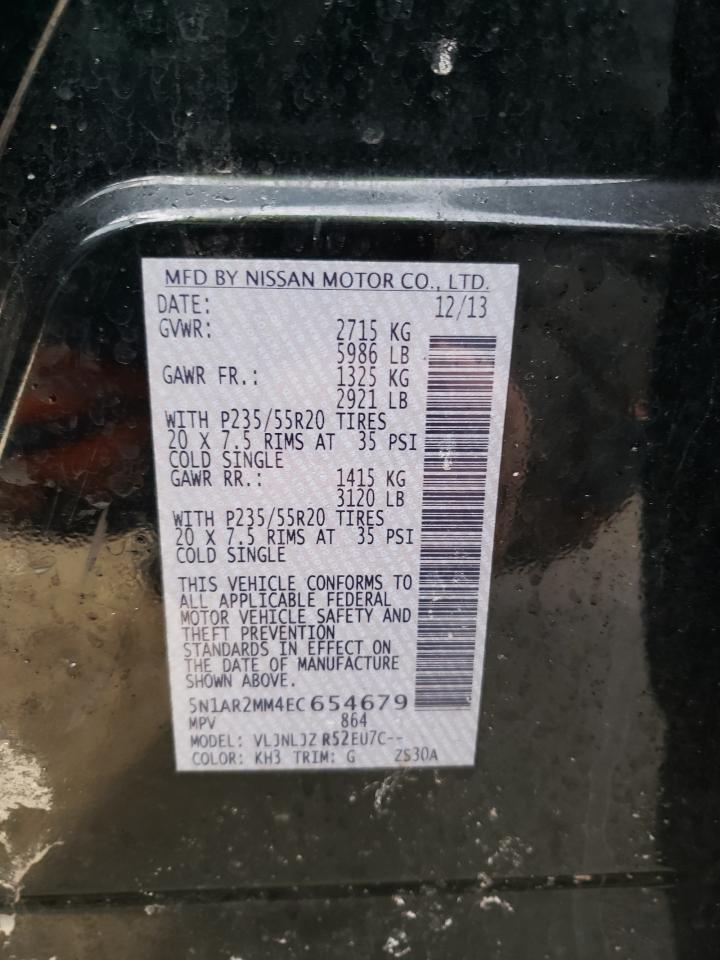 MFD BY NISSAN MOTOR CO., LTD.
DATE: 12/13
GVWR: 2715 KG
5986 LB
GAWR FR.: 1325 KG
2921 LB
WITH P235/55R20 TIRES
20 X 7.5 RIMS AT 35 PSI
COLD SINGLE
GAWR RR.: 1415 KG
3120 LB
WITH P235/55R20 TIRES
20 X 7.5 RIMS AT 35 PSI
COLD SINGLE
THIS VEHICLE CONFORMS TO
ALL APPLICABLE FEDERAL
MOTOR VEHICLE SAFETY AND
THEFT PREVENTION
STANDARDS IN EFFECT ON
THE DATE OF MANUFACTURE
SHOWN ABOVE.
5N1AR2MM4EC654679
MPV 864
MODEL: R52EU7C--
COLOR: KH3 TRIM: G ZS30A